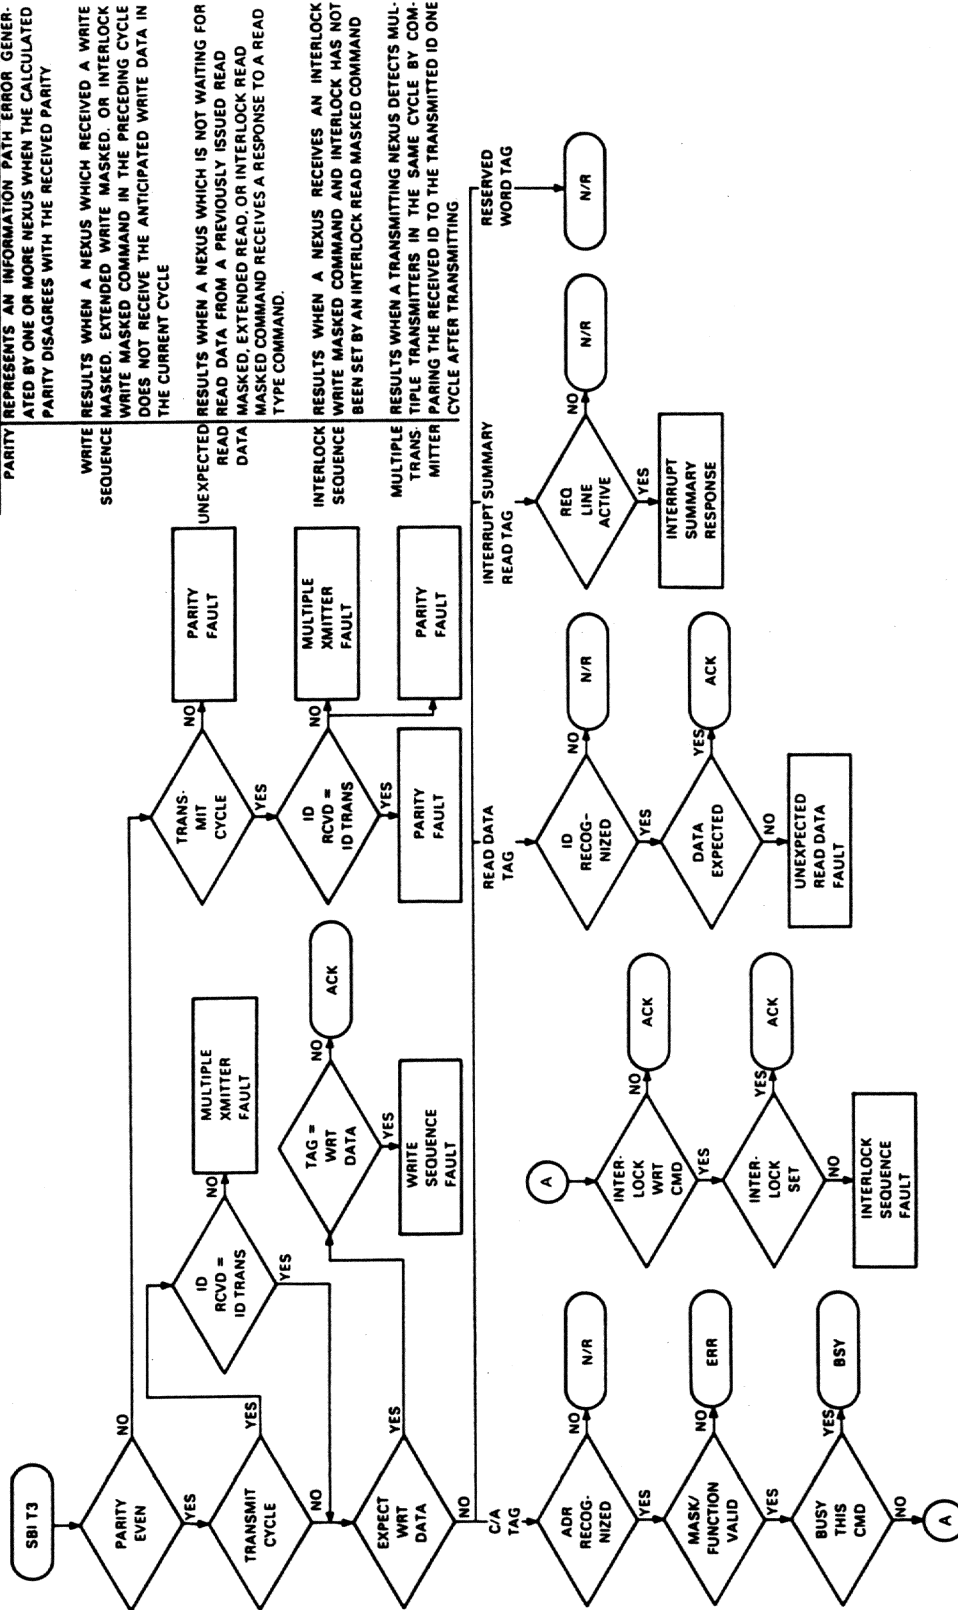 SBI T3
PARITY
EVEN
NO
YES
TRANSMIT
CYCLE
YES
NO
EXPECT
WRT
DATA
YES
NO
ID
RCVD =
ID TRANS
NO
YES
MULTIPLE
XMITTER
FAULT
TAG =
WRT
DATA
NO
YES
ACK
WRITE
SEQUENCE
FAULT
TRANS-
MIT
CYCLE
NO
YES
PARITY
FAULT
ID
RCVD =
ID TRANS
NO
YES
MULTIPLE
XMITTER
FAULT
PARITY
FAULT
PARITY
FAULT
PARITY
REPRESENTS AN INFORMATION PATH ERROR GENER-
ATED BY ONE OR MORE NEXUS WHEN THE CALCULATED
PARITY DISAGREES WITH THE RECEIVED PARITY
WRITE
SEQUENCE
RESULTS WHEN A NEXUS WHICH RECEIVED A WRITE
MASKED, EXTENDED WRITE MASKED, OR INTERLOCK
WRITE MASKED COMMAND IN THE PRECEDING CYCLE
DOES NOT RECEIVE THE ANTICIPATED WRITE DATA IN
THE CURRENT CYCLE
UNEXPECTED
READ
DATA
RESULTS WHEN A NEXUS WHICH IS NOT WAITING FOR
READ DATA FROM A PREVIOUSLY ISSUED READ
MASKED, EXTENDED READ, OR INTERLOCK READ
MASKED COMMAND RECEIVES A RESPONSE TO A READ
TYPE COMMAND.
INTERLOCK
SEQUENCE
RESULTS WHEN A NEXUS RECEIVES AN INTERLOCK
WRITE MASKED COMMAND AND INTERLOCK HAS NOT
BEEN SET BY AN INTERLOCK READ MASKED COMMAND
MULTIPLE
TRANS-
MITTER
RESULTS WHEN A TRANSMITTING NEXUS DETECTS MUL-
TIPLE TRANSMITTERS IN THE SAME CYCLE BY COM-
PARING THE RECEIVED ID TO THE TRANSMITTED ID ONE
CYCLE AFTER TRANSMITTING
C/A
TAG
ADR
RECOG-
NIZED
NO
YES
N/R
MASK/
FUNCTION
VALID
NO
YES
ERR
BUSY
THIS
CMD
YES
NO
BSY
A
A
INTER-
LOCK
WRT
CMD
NO
YES
ACK
INTER-
LOCK
SET
YES
NO
ACK
INTERLOCK
SEQUENCE
FAULT
READ DATA
TAG
ID
RECOG-
NIZED
NO
YES
N/R
DATA
EXPECTED
YES
NO
ACK
UNEXPECTED
READ DATA
FAULT
INTERRUPT SUMMARY
READ TAG
REQ
LINE
ACTIVE
NO
YES
N/R
INTERRUPT
SUMMARY
RESPONSE
RESERVED
WORD TAG
N/R